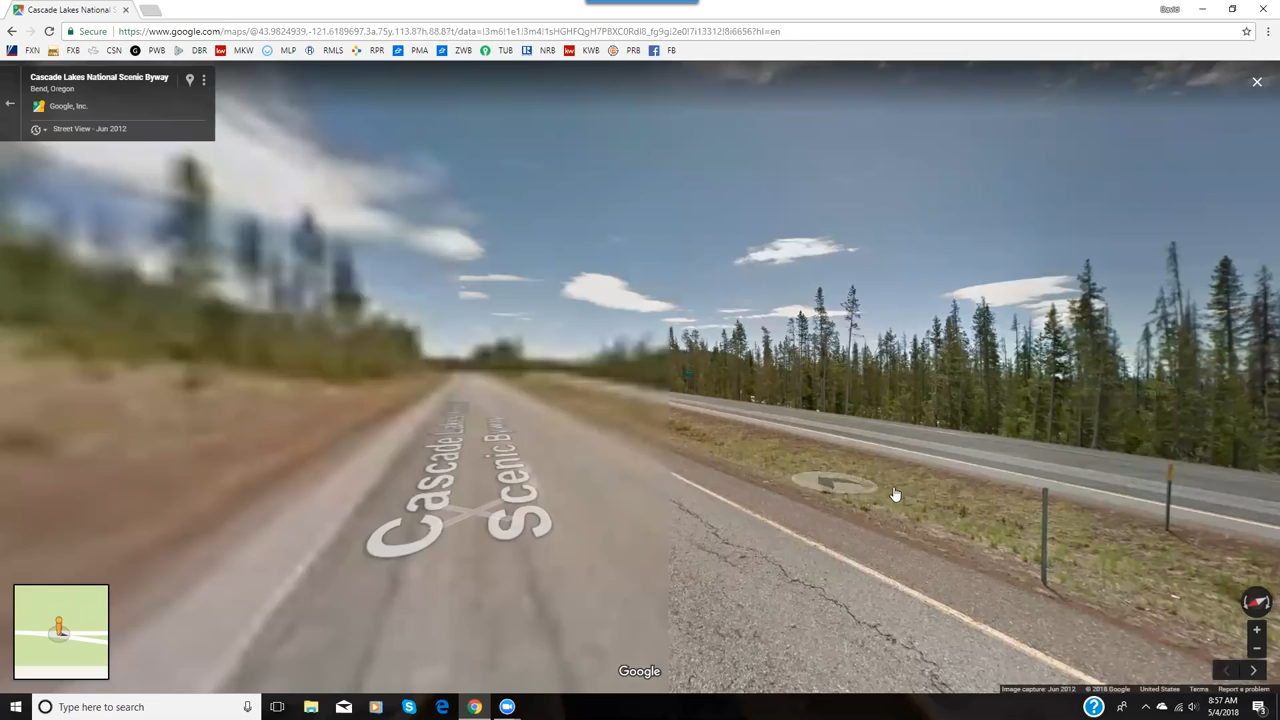 Cascade Lakes National S
David
Secure
https://www.google.com/maps/@43.9824939,-121.6189697,3a,75y,113.87h,88.87t/data=!3m6!1e1!3m4!1sHGHFQgH7PBXC0Rdl8_fg9g!2e0!7i13312!8i6656?hl=en
FXN FXB CSN PWB DBR MKW MLP RMLS RPR PMA ZWB TUB NRB KWB PRB FB
Cascade Lakes National Scenic Byway
Bend, Oregon
Google, Inc.
Street View - Jun 2012
Cascade Lakes
Scenic Byway
Google
Image capture: Jun 2012 © 2018 Google United States Terms Report a problem
Type here to search
8:57 AM
5/4/2018
3